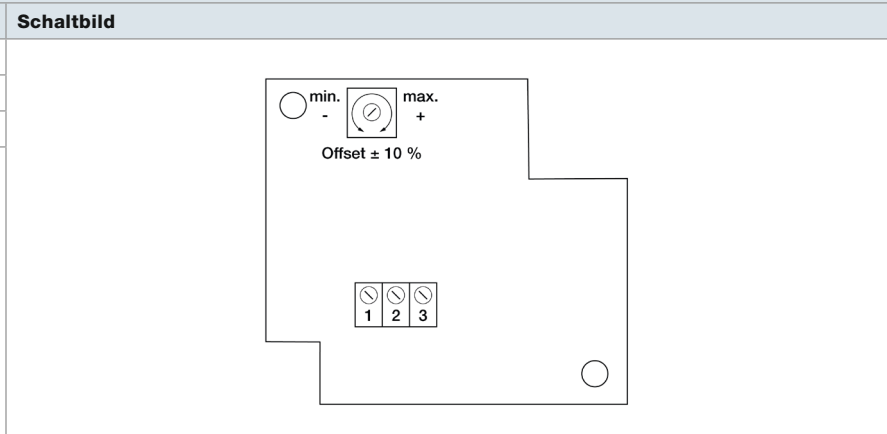 Schaltbild
min. max.
- +
Offset ± 10 %
1 2 3